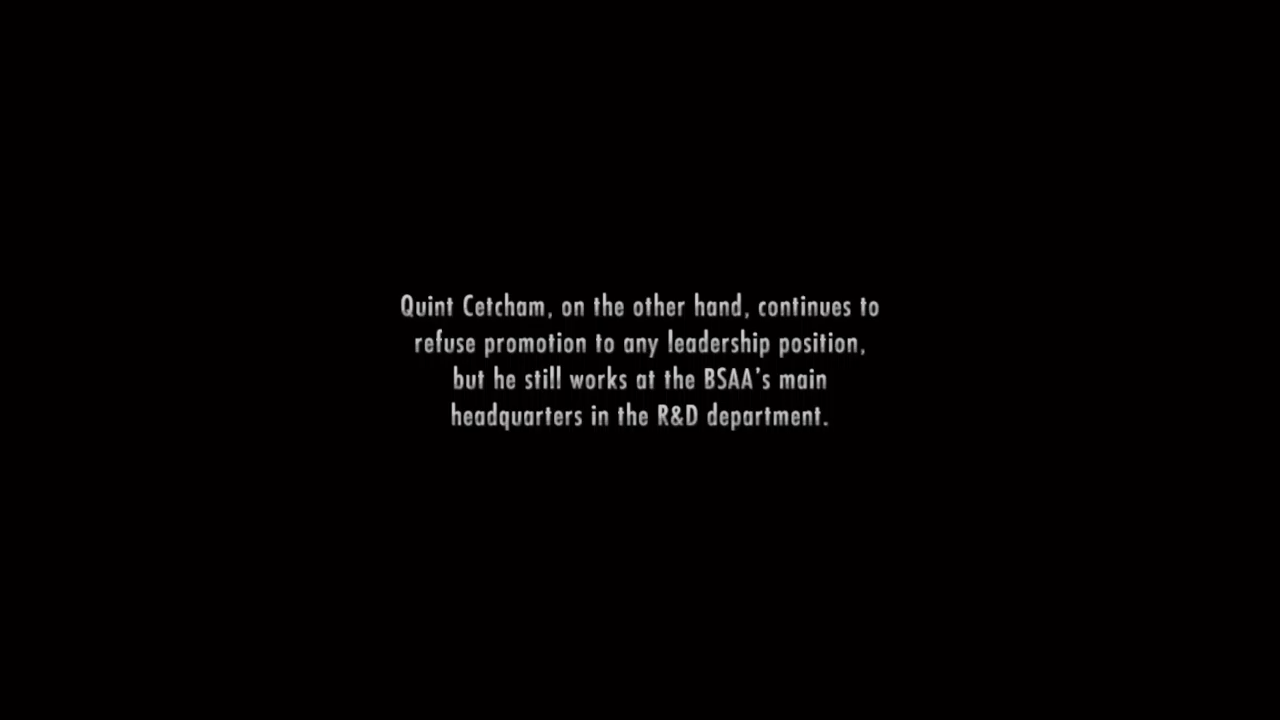 Quint Cetcham, on the other hand, continues to
refuse promotion to any leadership position,
but he still works at the BSAA's main
headquarters in the R&D department.